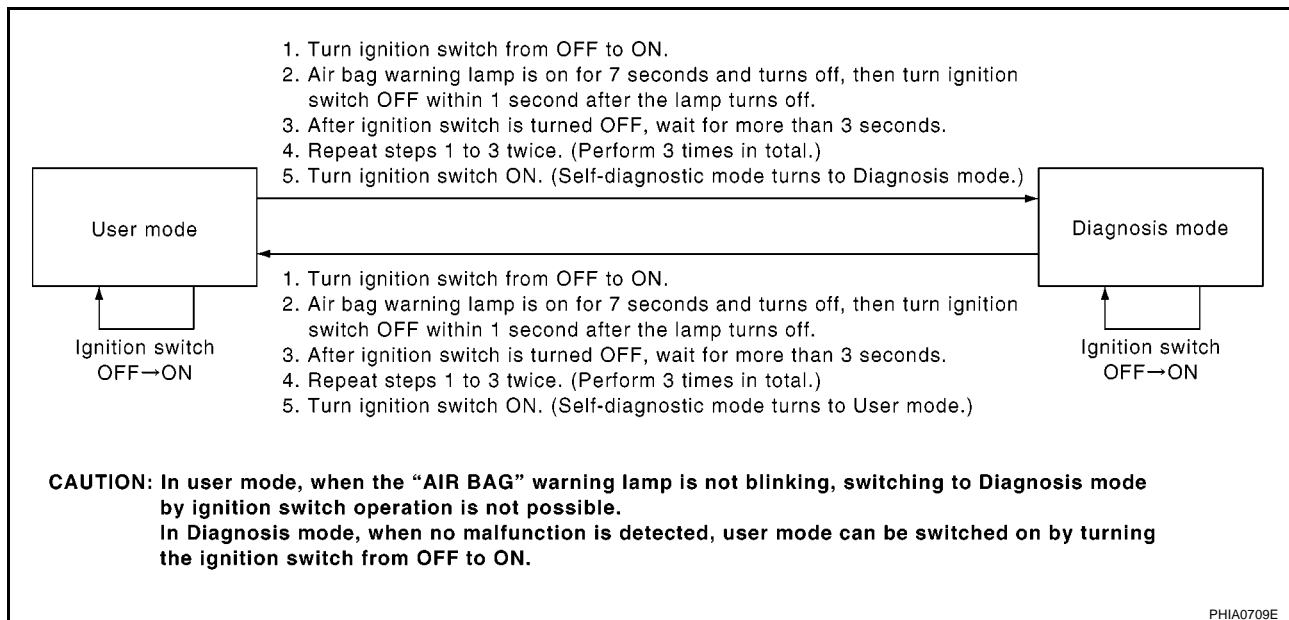 1. Turn ignition switch from OFF to ON.
2. Air bag warning lamp is on for 7 seconds and turns off, then turn ignition
switch OFF within 1 second after the lamp turns off.
3. After ignition switch is turned OFF, wait for more than 3 seconds.
4. Repeat steps 1 to 3 twice. (Perform 3 times in total.)
5. Turn ignition switch ON. (Self-diagnostic mode turns to Diagnosis mode.)
User mode
Diagnosis mode
1. Turn ignition switch from OFF to ON.
2. Air bag warning lamp is on for 7 seconds and turns off, then turn ignition
switch OFF within 1 second after the lamp turns off.
3. After ignition switch is turned OFF, wait for more than 3 seconds.
4. Repeat steps 1 to 3 twice. (Perform 3 times in total.)
5. Turn ignition switch ON. (Self-diagnostic mode turns to User mode.)
Ignition switch
OFF→ON
Ignition switch
OFF→ON
CAUTION: In user mode, when the “AIR BAG” warning lamp is not blinking, switching to Diagnosis mode
by ignition switch operation is not possible.
In Diagnosis mode, when no malfunction is detected, user mode can be switched on by turning
the ignition switch from OFF to ON.
PHIA0709E